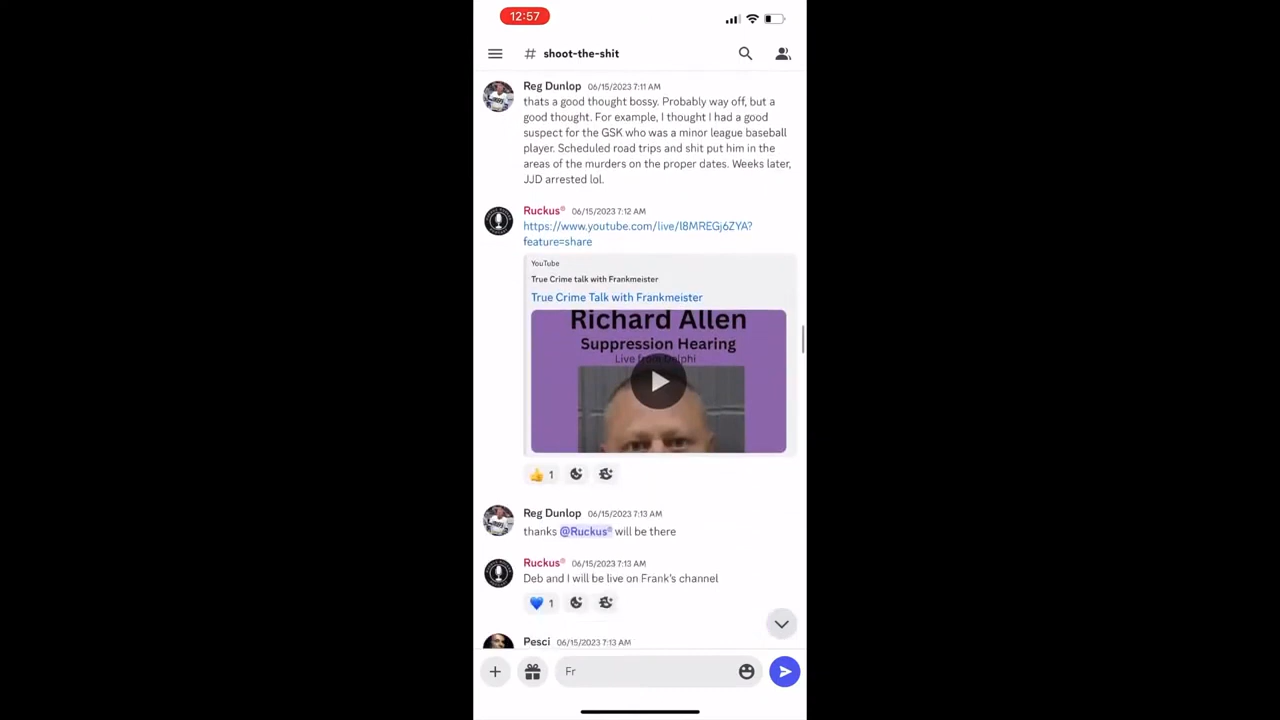 12:57
# shoot-the-shit
Reg Dunlop 06/15/2023 7:11 AM
thats a good thought bossy. Probably way off, but a
good thought. For example, I thought I had a good
suspect for the GSK who was a minor league baseball
player. Scheduled road trips and shit put him in the
areas of the murders on the proper dates. Weeks later,
JJD arrested lol.
Ruckus® 06/15/2023 7:12 AM
https://www.youtube.com/live/l8MREGj6ZYA?
feature=share
YouTube
True Crime talk with Frankmeister
True Crime Talk with Frankmeister
Richard Allen
Suppression Hearing
Live from Delphi
👍 1
Reg Dunlop 06/15/2023 7:13 AM
thanks @Ruckus® will be there
Ruckus® 06/15/2023 7:13 AM
Deb and I will be live on Frank's channel
💙 1
Pesci 06/15/2023 7:13 AM
Fr